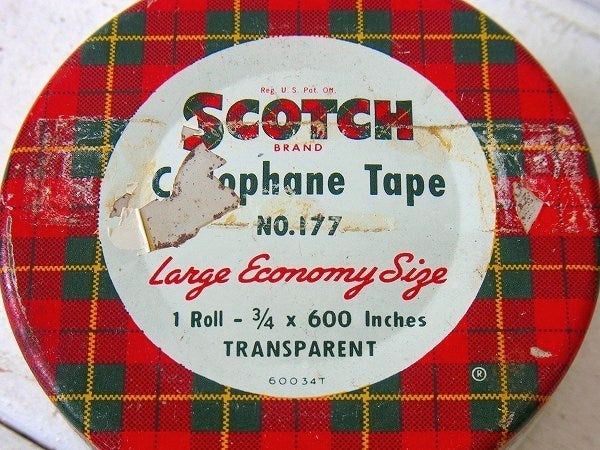 Reg. U. S. Pat. Off.
SCOTCH
BRAND
C ophane Tape
NO. 177
Large Economy Size
1 Roll - 3/4 x 600 Inches
TRANSPARENT
60034T
®